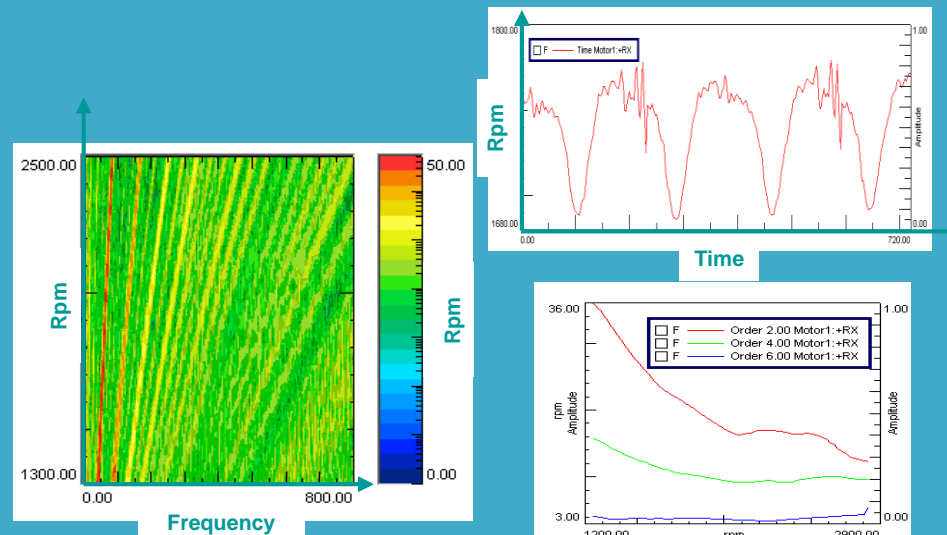 2500.00
1300.00
Rpm
0.00
800.00
Frequency
50.00
0.00
Rpm
1800.00
1680.00
Rpm
F Time Motor1:+RX
1.00
0.00
Amplitude
0.00
720.00
Time
36.00
3.00
rpm
Amplitude
F Order 2.00 Motor1:+RX
F Order 4.00 Motor1:+RX
F Order 6.00 Motor1:+RX
1.00
0.00
Amplitude
rpm